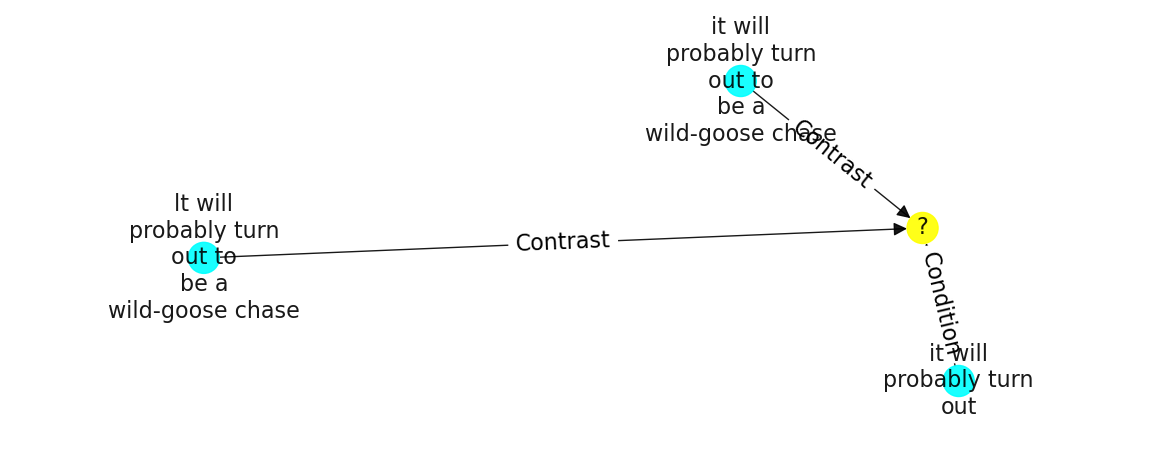 it will
probably turn
out to
be a
wild-goose chase
Contrast
It will
probably turn
out to
be a
wild-goose chase
Contrast
?
Condition
it will
probably turn
out